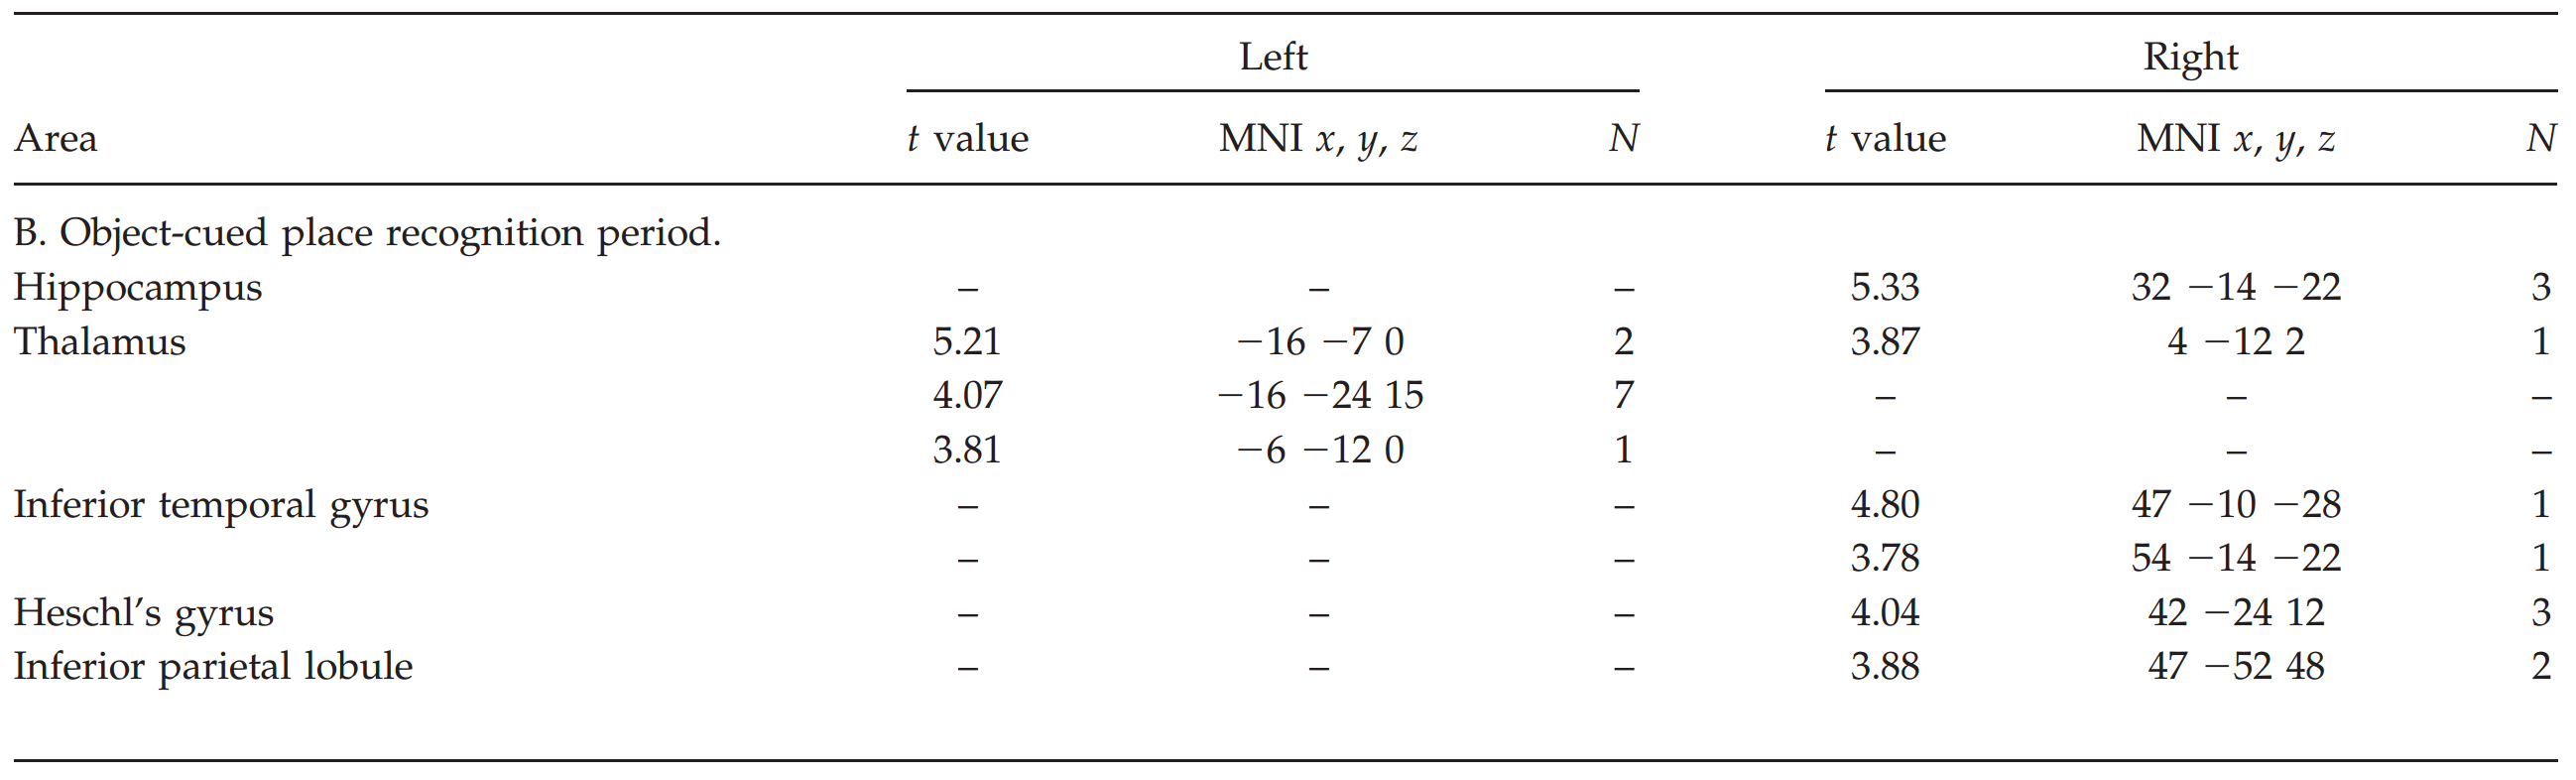 Left Right
Area t value MNI x, y, z N t value MNI x, y, z N
B. Object-cued place recognition period.
Hippocampus – – – 5.33 32 −14 −22 3
Thalamus 5.21 −16 −7 0 2 3.87 4 −12 2 1
4.07 −16 −24 15 7 – – –
3.81 −6 −12 0 1 – – –
Inferior temporal gyrus – – – 4.80 47 −10 −28 1
– – – 3.78 54 −14 −22 1
Heschl’s gyrus – – – 4.04 42 −24 12 3
Inferior parietal lobule – – – 3.88 47 −52 48 2